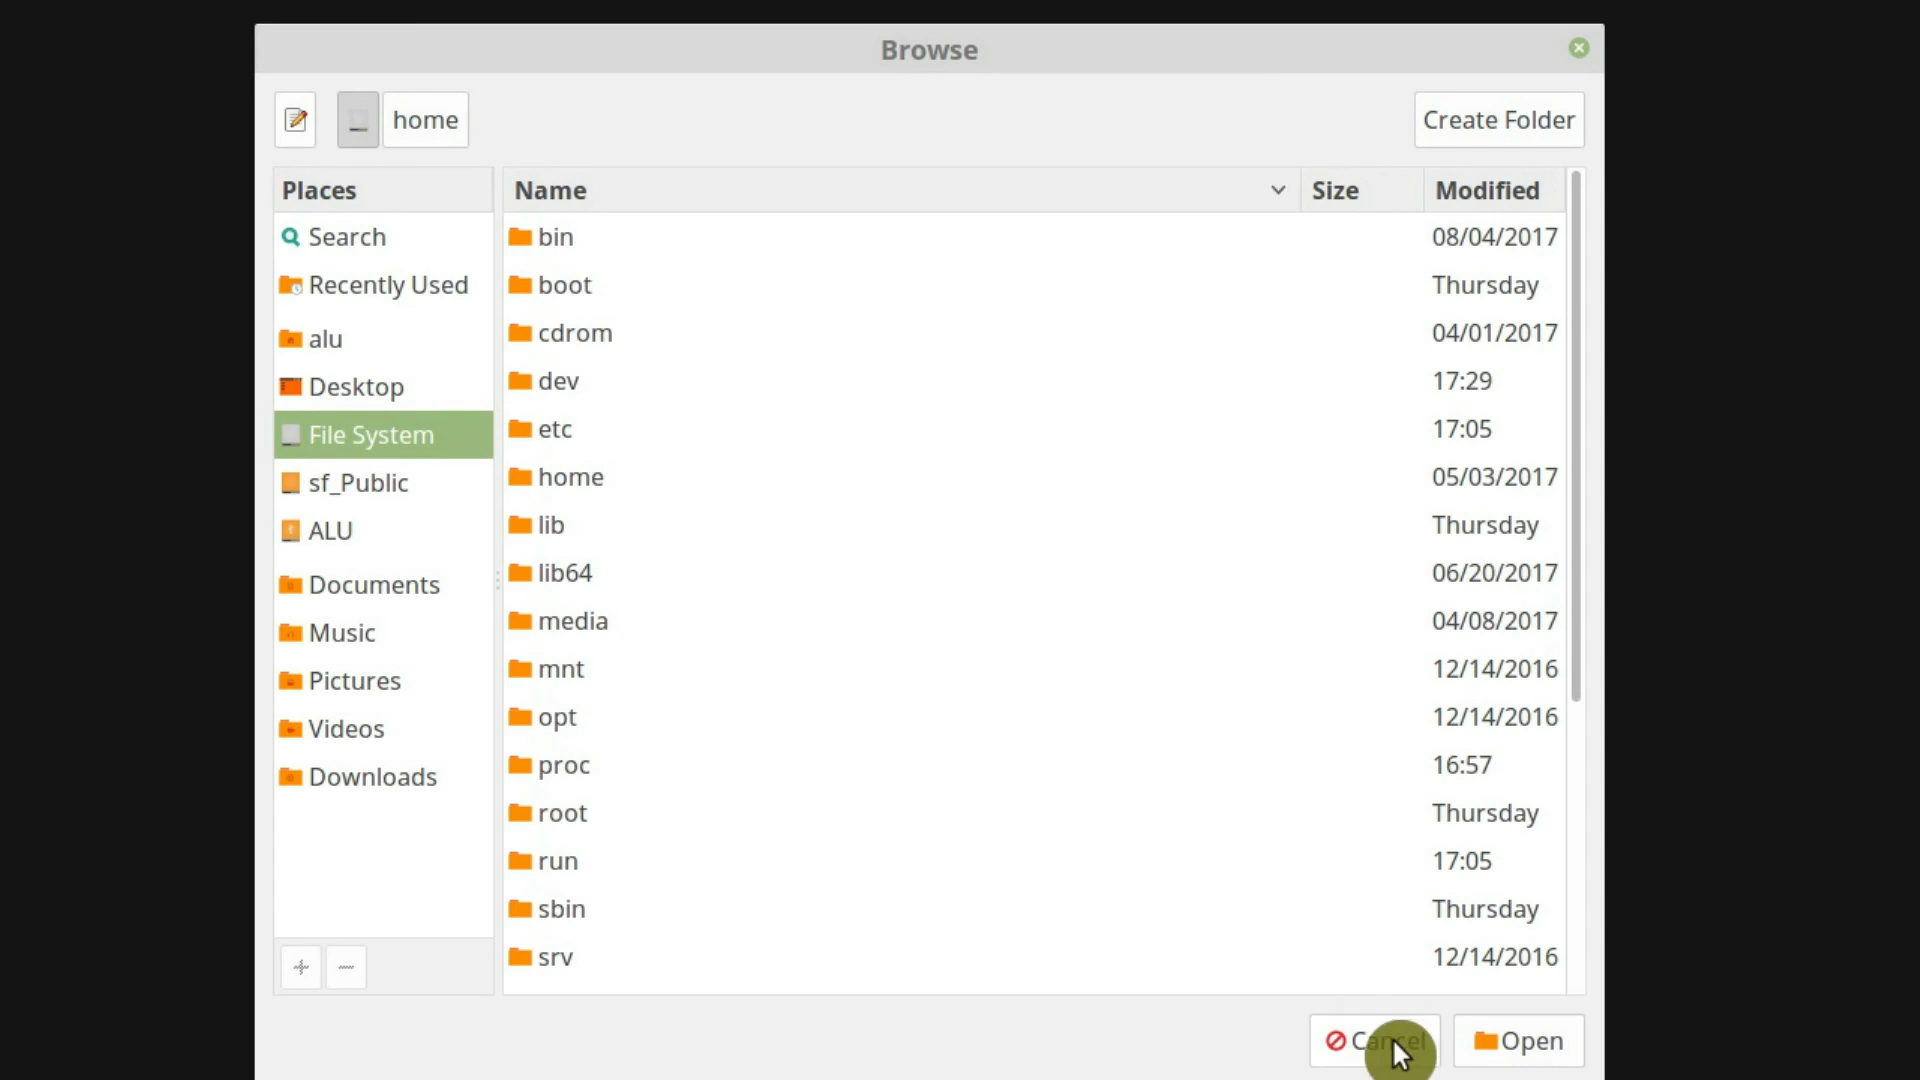 Browse
home
Create Folder
Places
Name Size Modified
Search
Recently Used
alu
Desktop
File System
sf_Public
ALU
Documents
Music
Pictures
Videos
Downloads
bin 08/04/2017
boot Thursday
cdrom 04/01/2017
dev 17:29
etc 17:05
home 05/03/2017
lib Thursday
lib64 06/20/2017
media 04/08/2017
mnt 12/14/2016
opt 12/14/2016
proc 16:57
root Thursday
run 17:05
sbin Thursday
srv 12/14/2016
Cancel Open